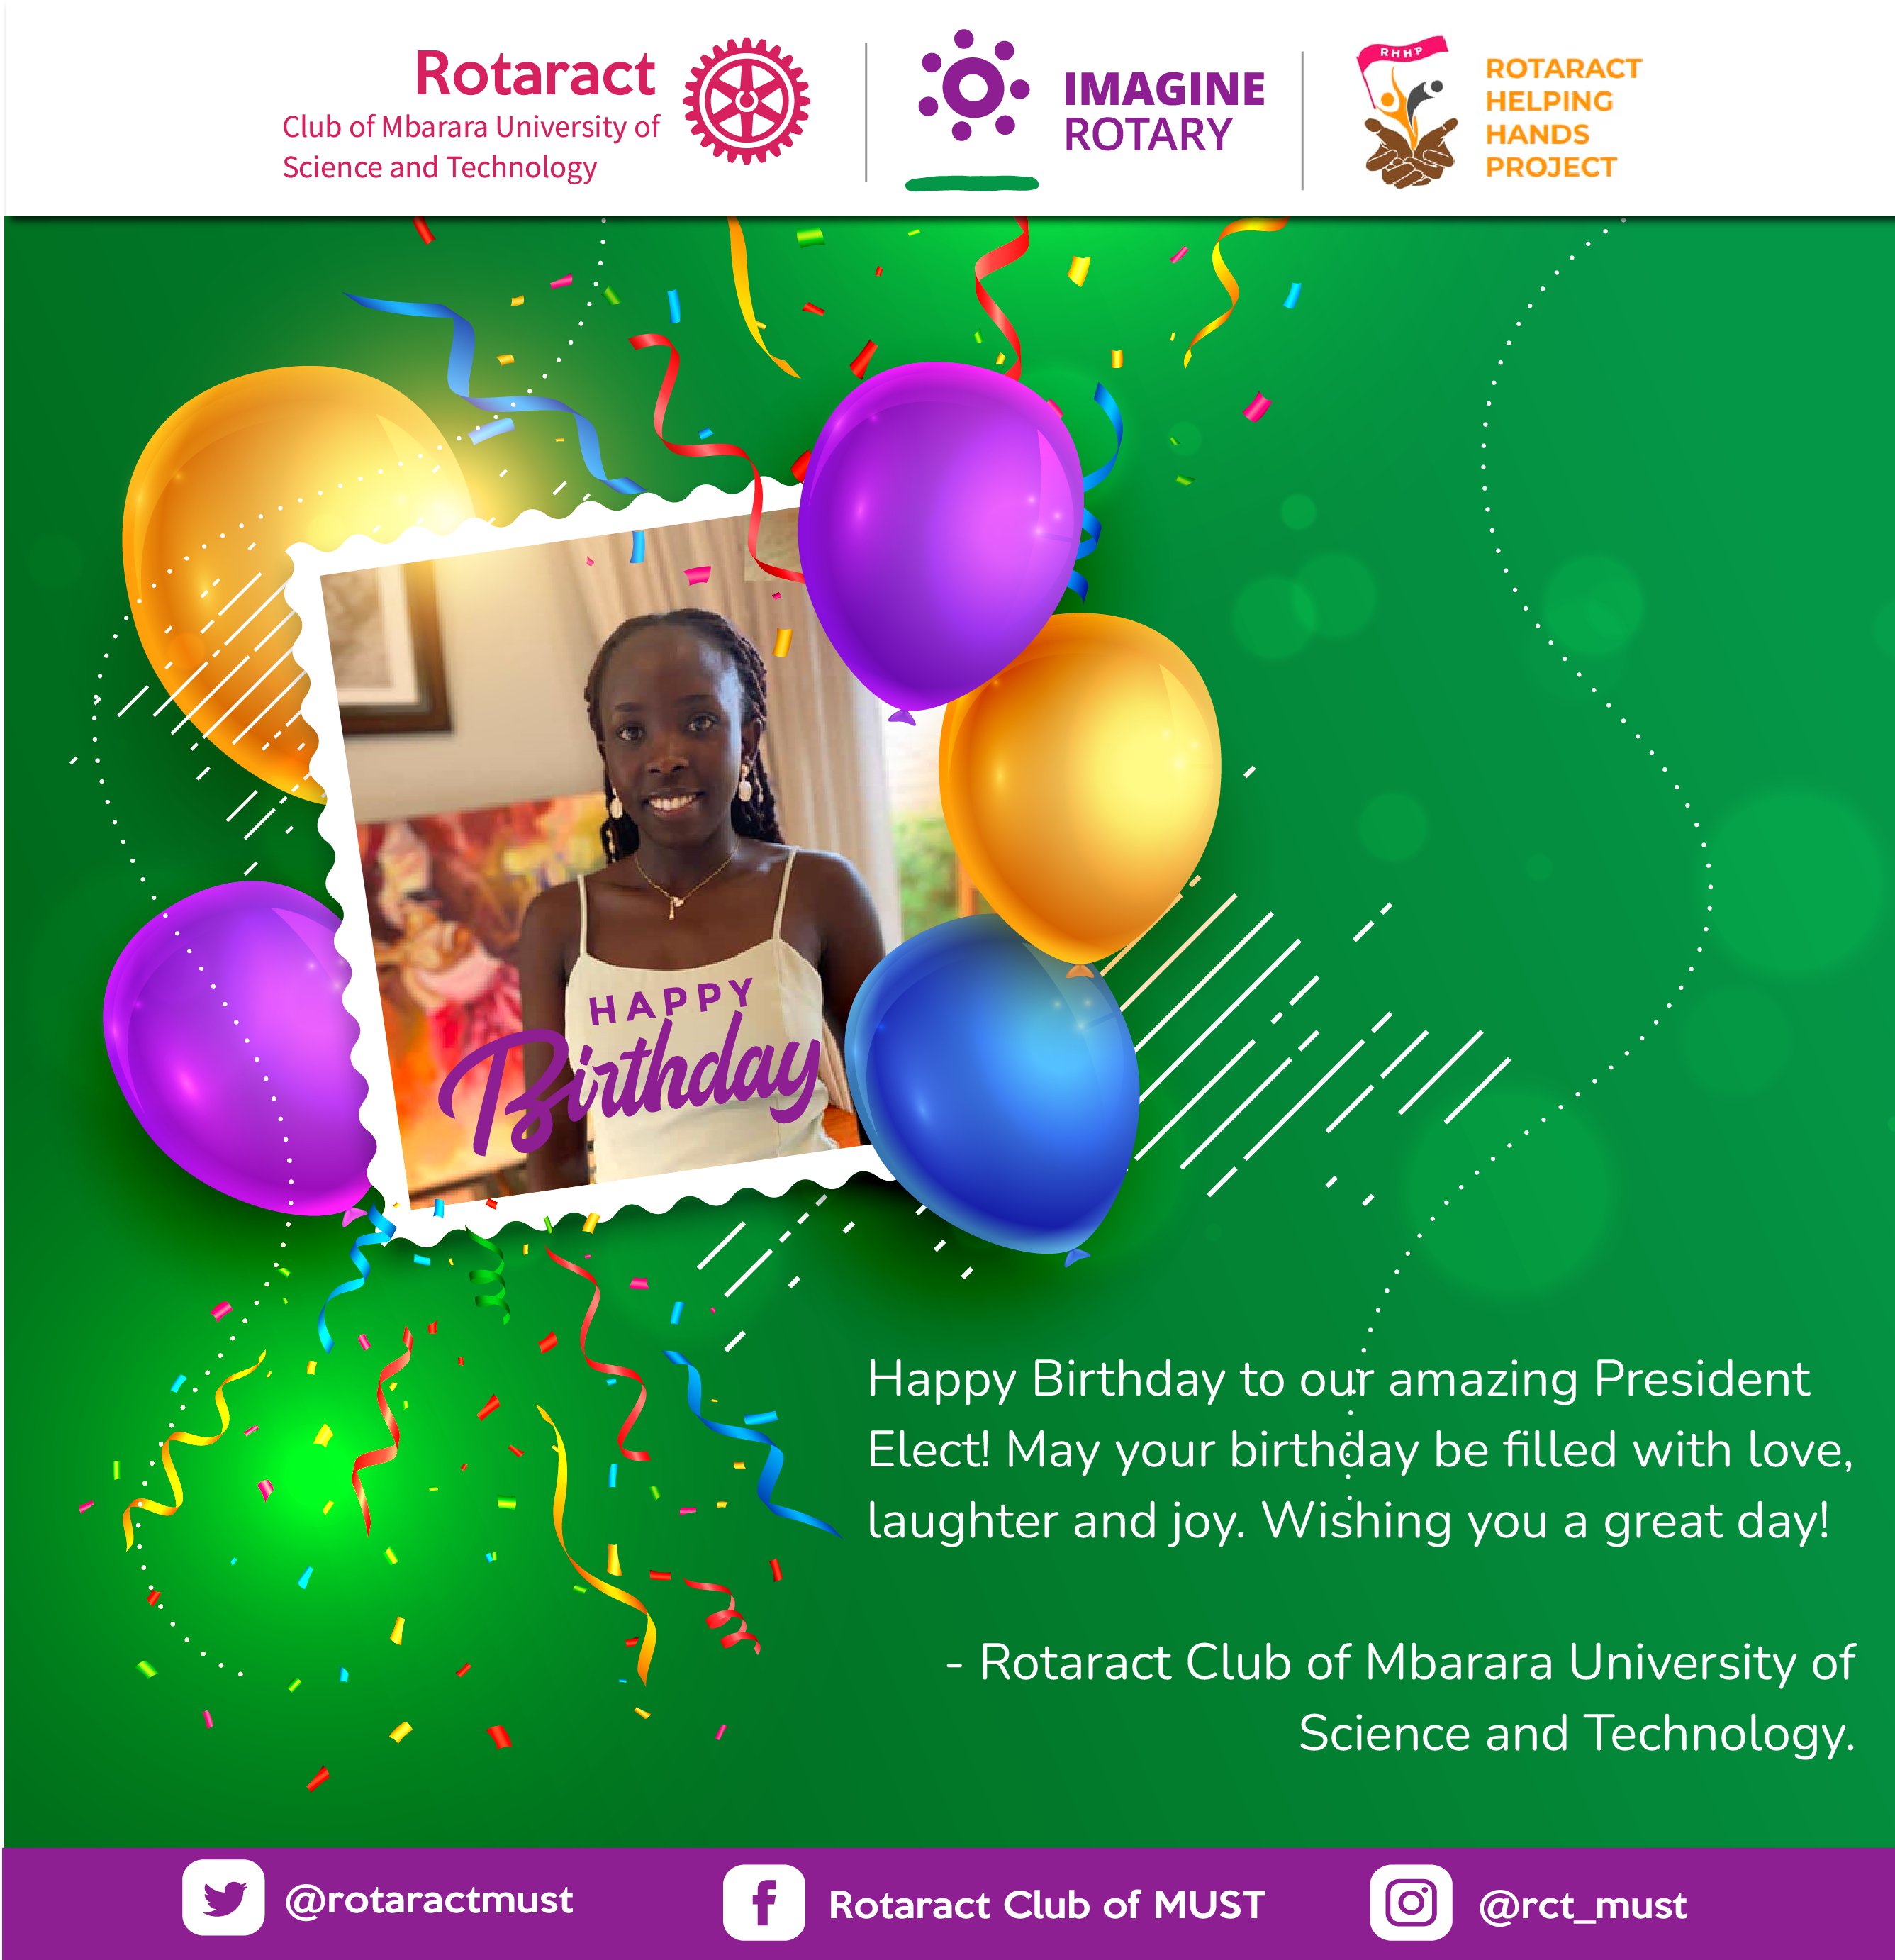 Rotaract
Club of Mbarara University of
Science and Technology
IMAGINE
ROTARY
RHHP
ROTARACT
HELPING
HANDS
PROJECT
HAPPY
Birthday
Happy Birthday to our amazing President
Elect! May your birthday be filled with love,
laughter and joy. Wishing you a great day!
- Rotaract Club of Mbarara University of
Science and Technology.
@rotaractmust
Rotaract Club of MUST
@rct_must